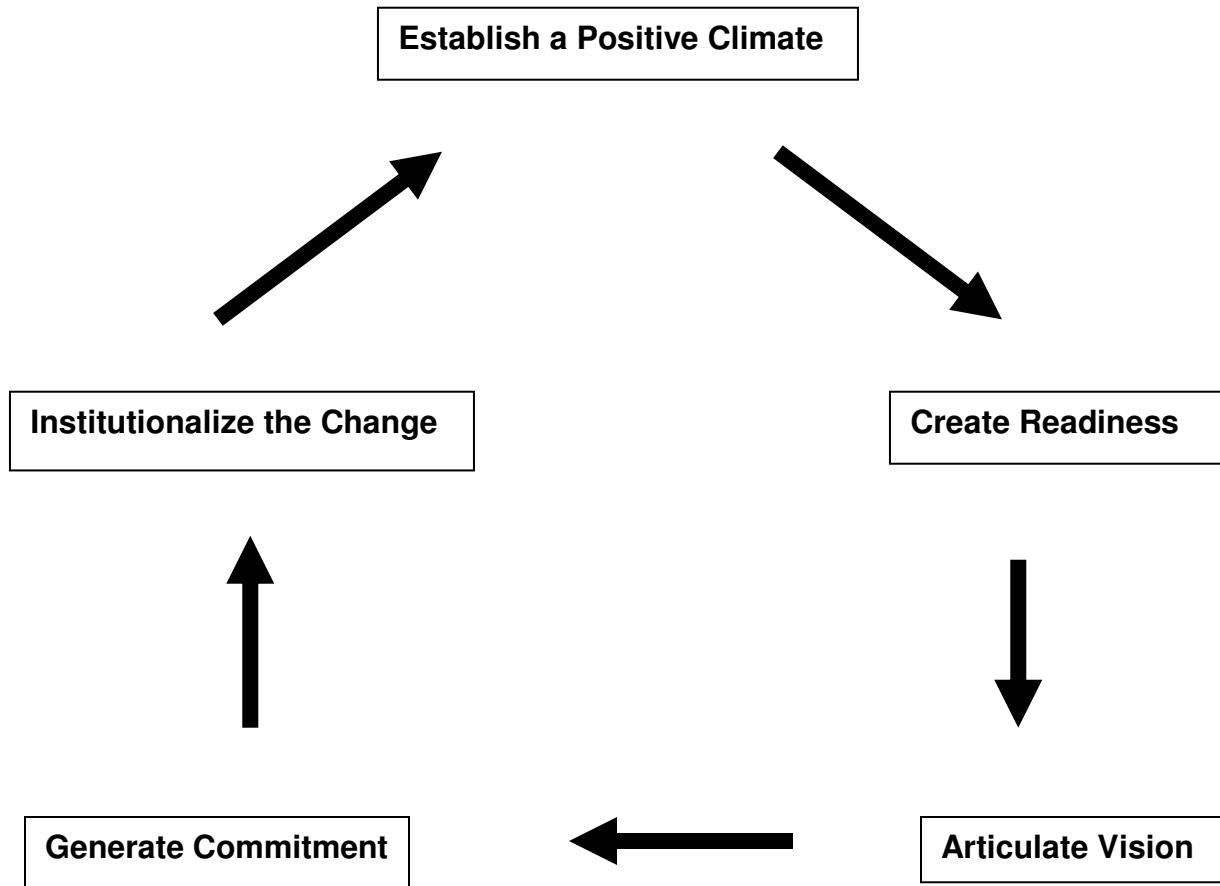 Establish a Positive Climate
Institutionalize the Change
Create Readiness
Generate Commitment
Articulate Vision